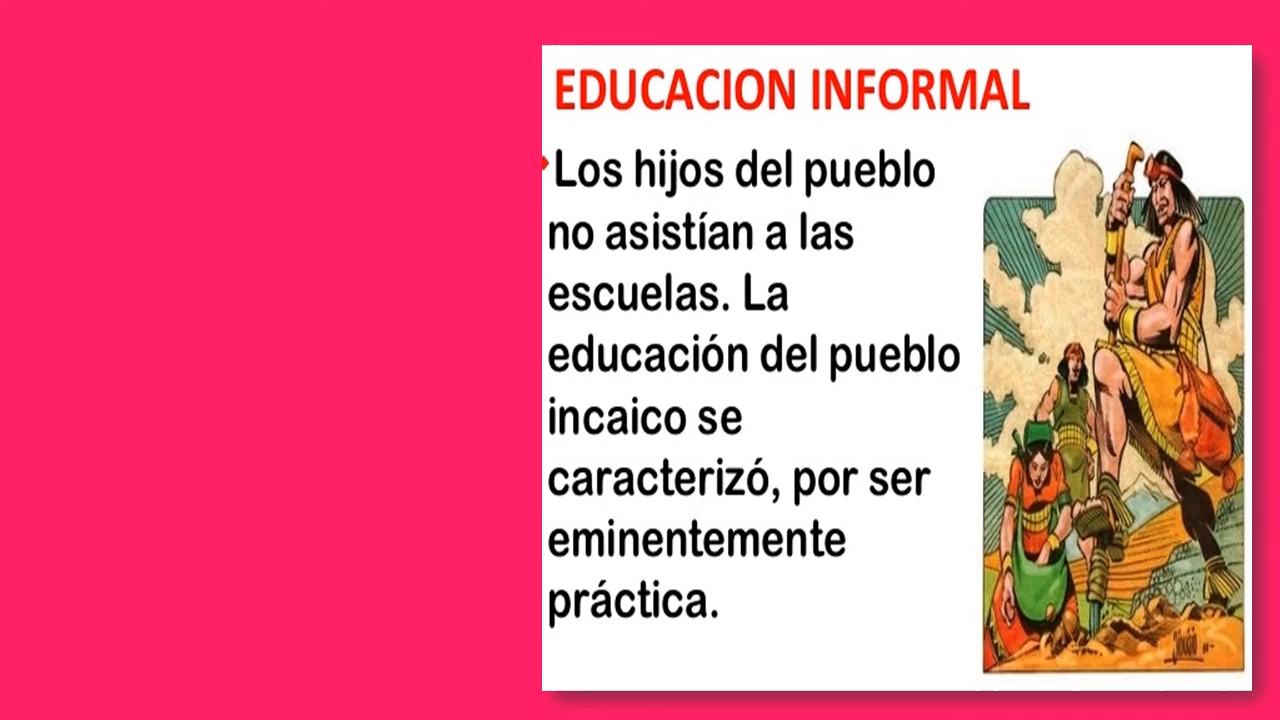 EDUCACION INFORMAL
Los hijos del pueblo
no asistían a las
escuelas. La
educación del pueblo
incaico se
caracterizó, por ser
eminentemente
práctica.